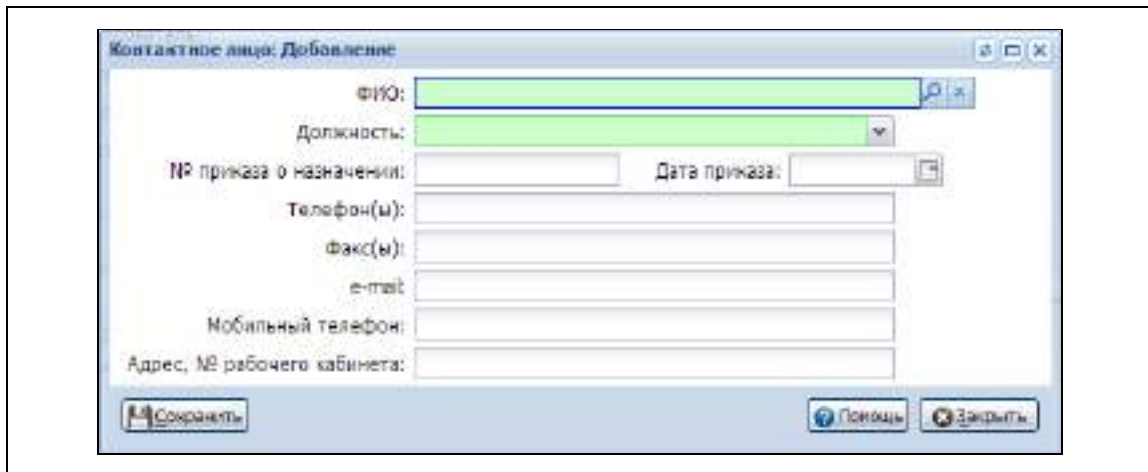 Контактное лицо: Добавление
ФИО:
Должность:
№ приказа о назначении: Дата приказа:
Телефон(ы):
Факс(ы):
e-mail:
Мобильный телефон:
Адрес, № рабочего кабинета:
Сохранить Помощь Закрыть